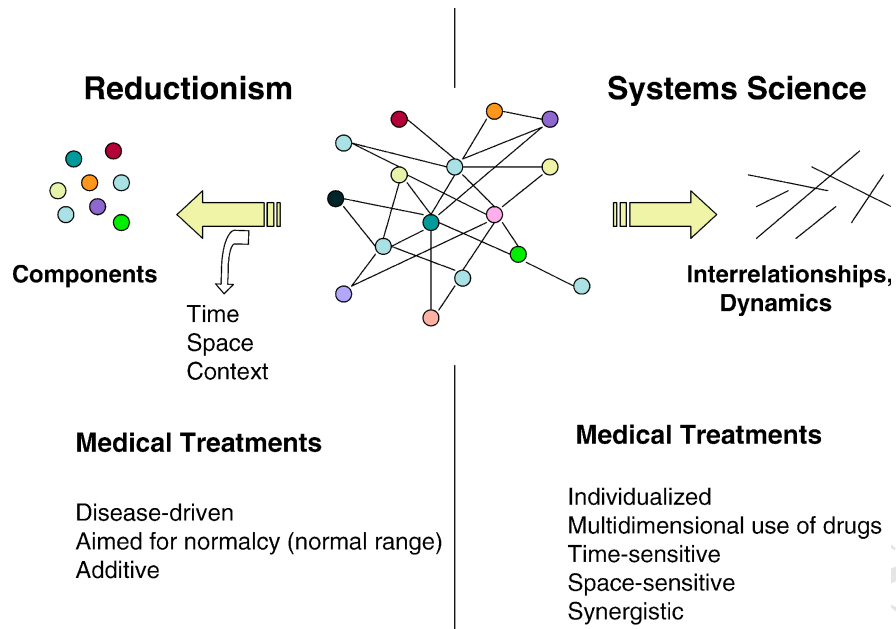 Reductionism
Components
Time
Space
Context
Medical Treatments
Disease-driven
Aimed for normalcy (normal range)
Additive
Systems Science
Interrelationships,
Dynamics
Medical Treatments
Individualized
Multidimensional use of drugs
Time-sensitive
Space-sensitive
Synergistic